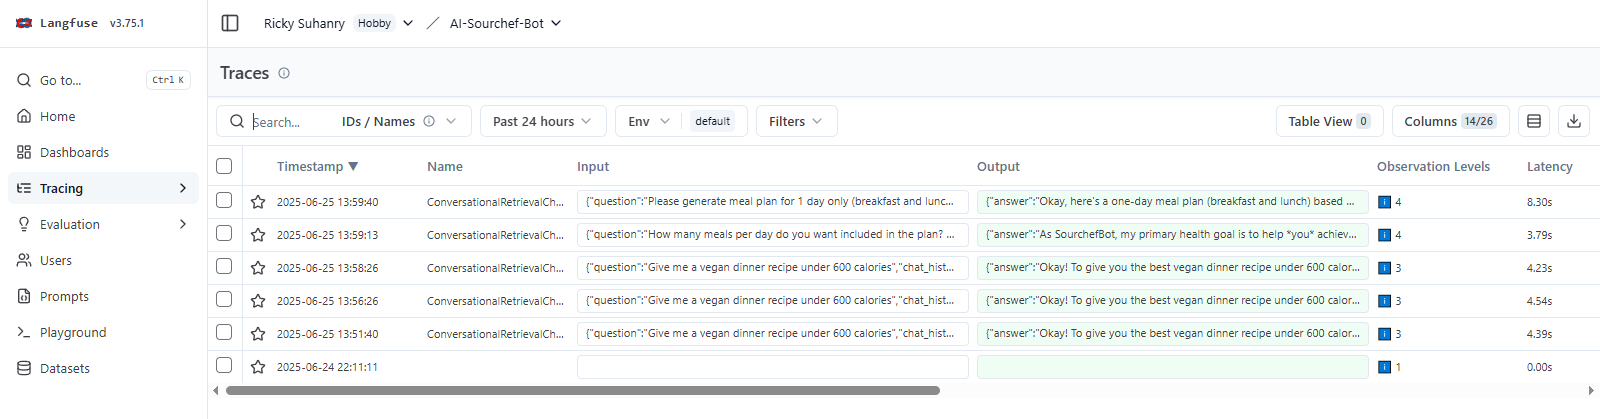 Langfuse v3.75.1
Ricky Suhanry Hobby / AI-Sourchef-Bot
Go to... Ctrl K
Home
Dashboards
Tracing
Evaluation
Users
Prompts
Playground
Datasets
Traces
Search... IDs / Names Past 24 hours Env default Filters Table View 0 Columns 14/26
Timestamp ▼ Name Input Output Observation Levels Latency
2025-06-25 13:59:40 ConversationalRetrievalCh... {"question":"Please generate meal plan for 1 day only (breakfast and lunc... {"answer":"Okay, here's a one-day meal plan (breakfast and lunch) based ... 4 8.30s
2025-06-25 13:59:13 ConversationalRetrievalCh... {"question":"How many meals per day do you want included in the plan? ... {"answer":"As SourchefBot, my primary health goal is to help *you* achiev... 4 3.79s
2025-06-25 13:58:26 ConversationalRetrievalCh... {"question":"Give me a vegan dinner recipe under 600 calories","chat_hist... {"answer":"Okay! To give you the best vegan dinner recipe under 600 calor... 3 4.23s
2025-06-25 13:56:26 ConversationalRetrievalCh... {"question":"Give me a vegan dinner recipe under 600 calories","chat_hist... {"answer":"Okay! To give you the best vegan dinner recipe under 600 calor... 3 4.54s
2025-06-25 13:51:40 ConversationalRetrievalCh... {"question":"Give me a vegan dinner recipe under 600 calories","chat_hist... {"answer":"Okay! To give you the best vegan dinner recipe under 600 calor... 3 4.39s
2025-06-24 22:11:11 1 0.00s